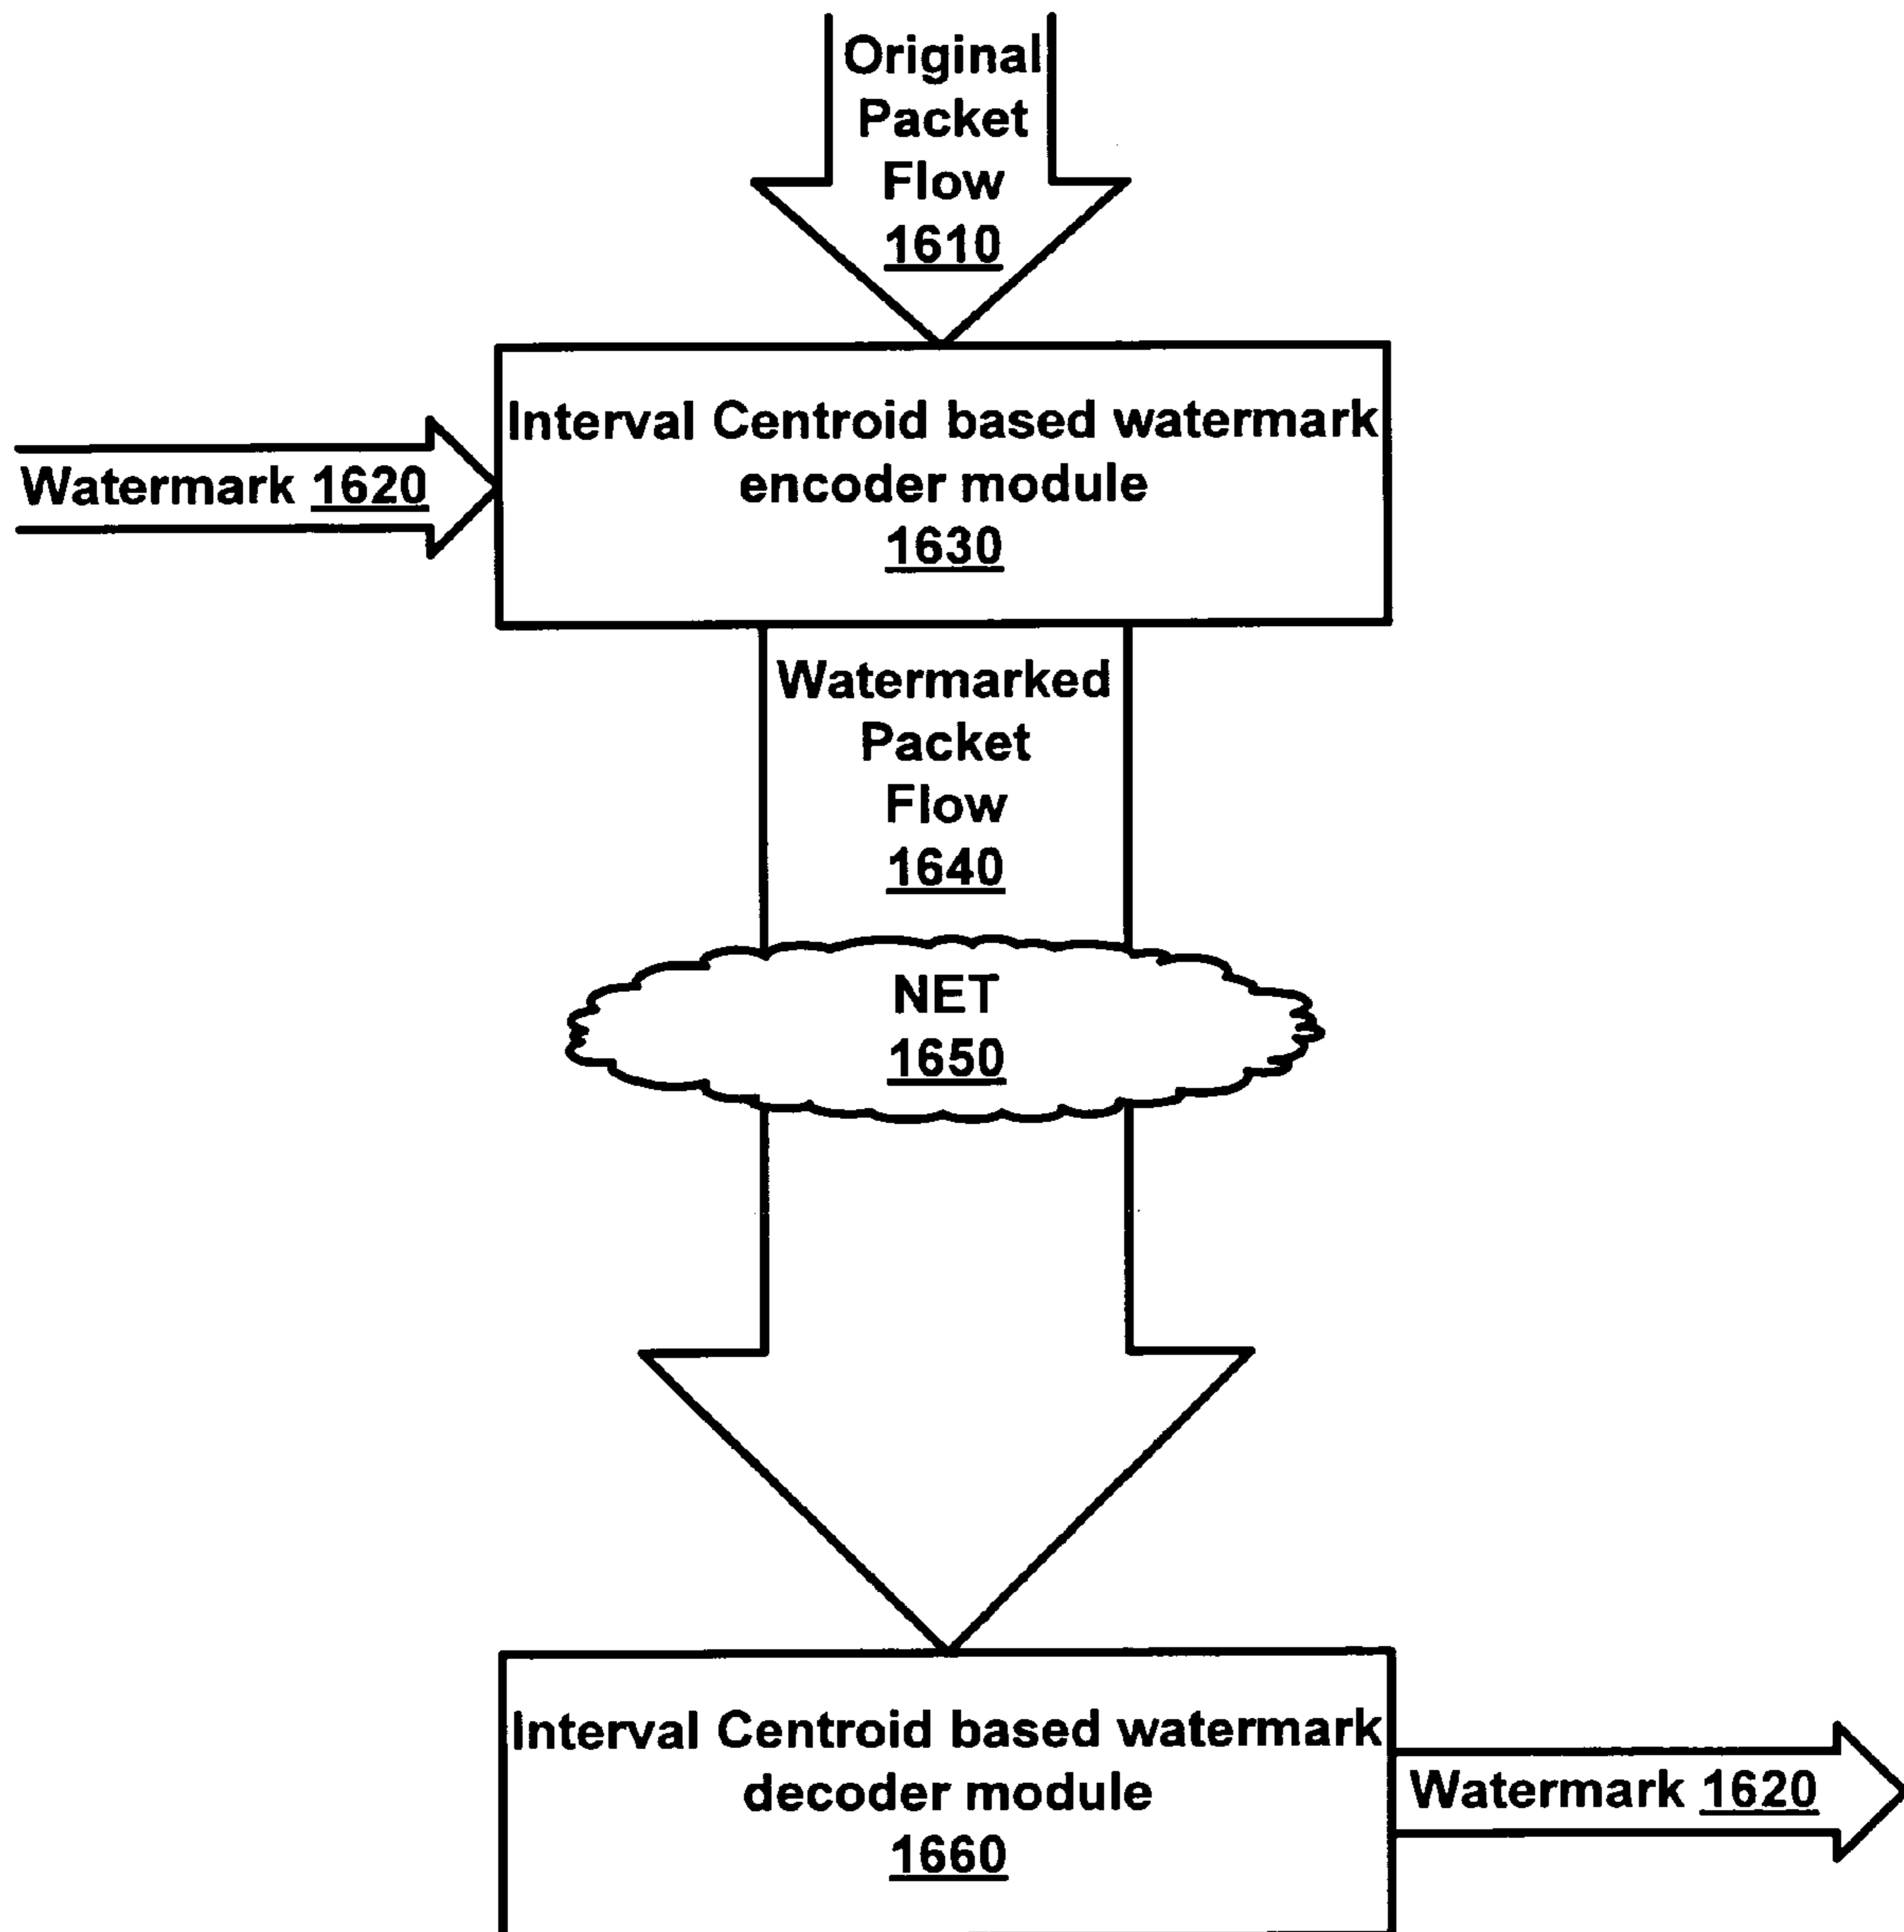 Original
Packet
Flow
1610
Interval Centroid based watermark
encoder module
1630
Watermark 1620
Watermarked
Packet
Flow
1640
NET
1650
Interval Centroid based watermark
decoder module
1660
Watermark 1620